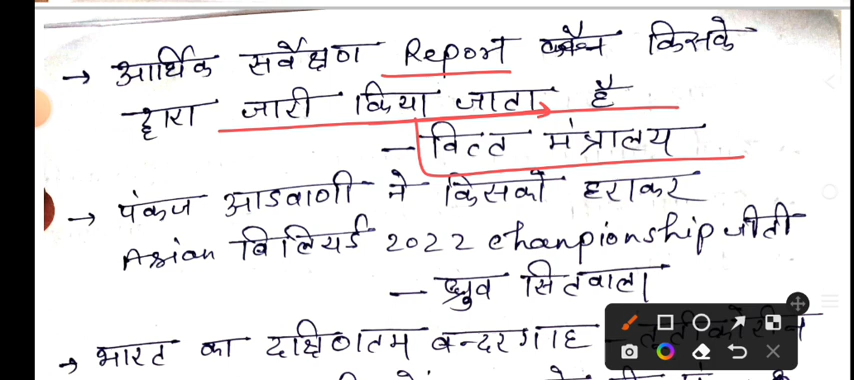 → आर्थिक सर्वेक्षण Report किसके
द्वारा जारी किया जाता है
— वित्त मंत्रालय
→ पंकज आडवाणी ने किसको हराकर
Asian बिलियर्ड 2022 championship जीती
— ध्रुव सितवाला
→ भारत का दक्षिणतम बन्दरगाह –